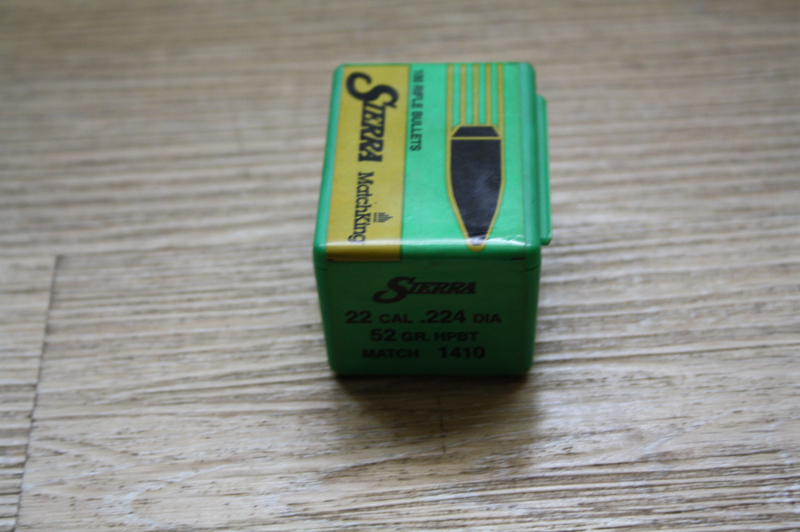 SIERRA MatchKing
100 RIFLE BULLETS
SIERRA
22 CAL .224 DIA
52 GR. HPBT
MATCH 1410